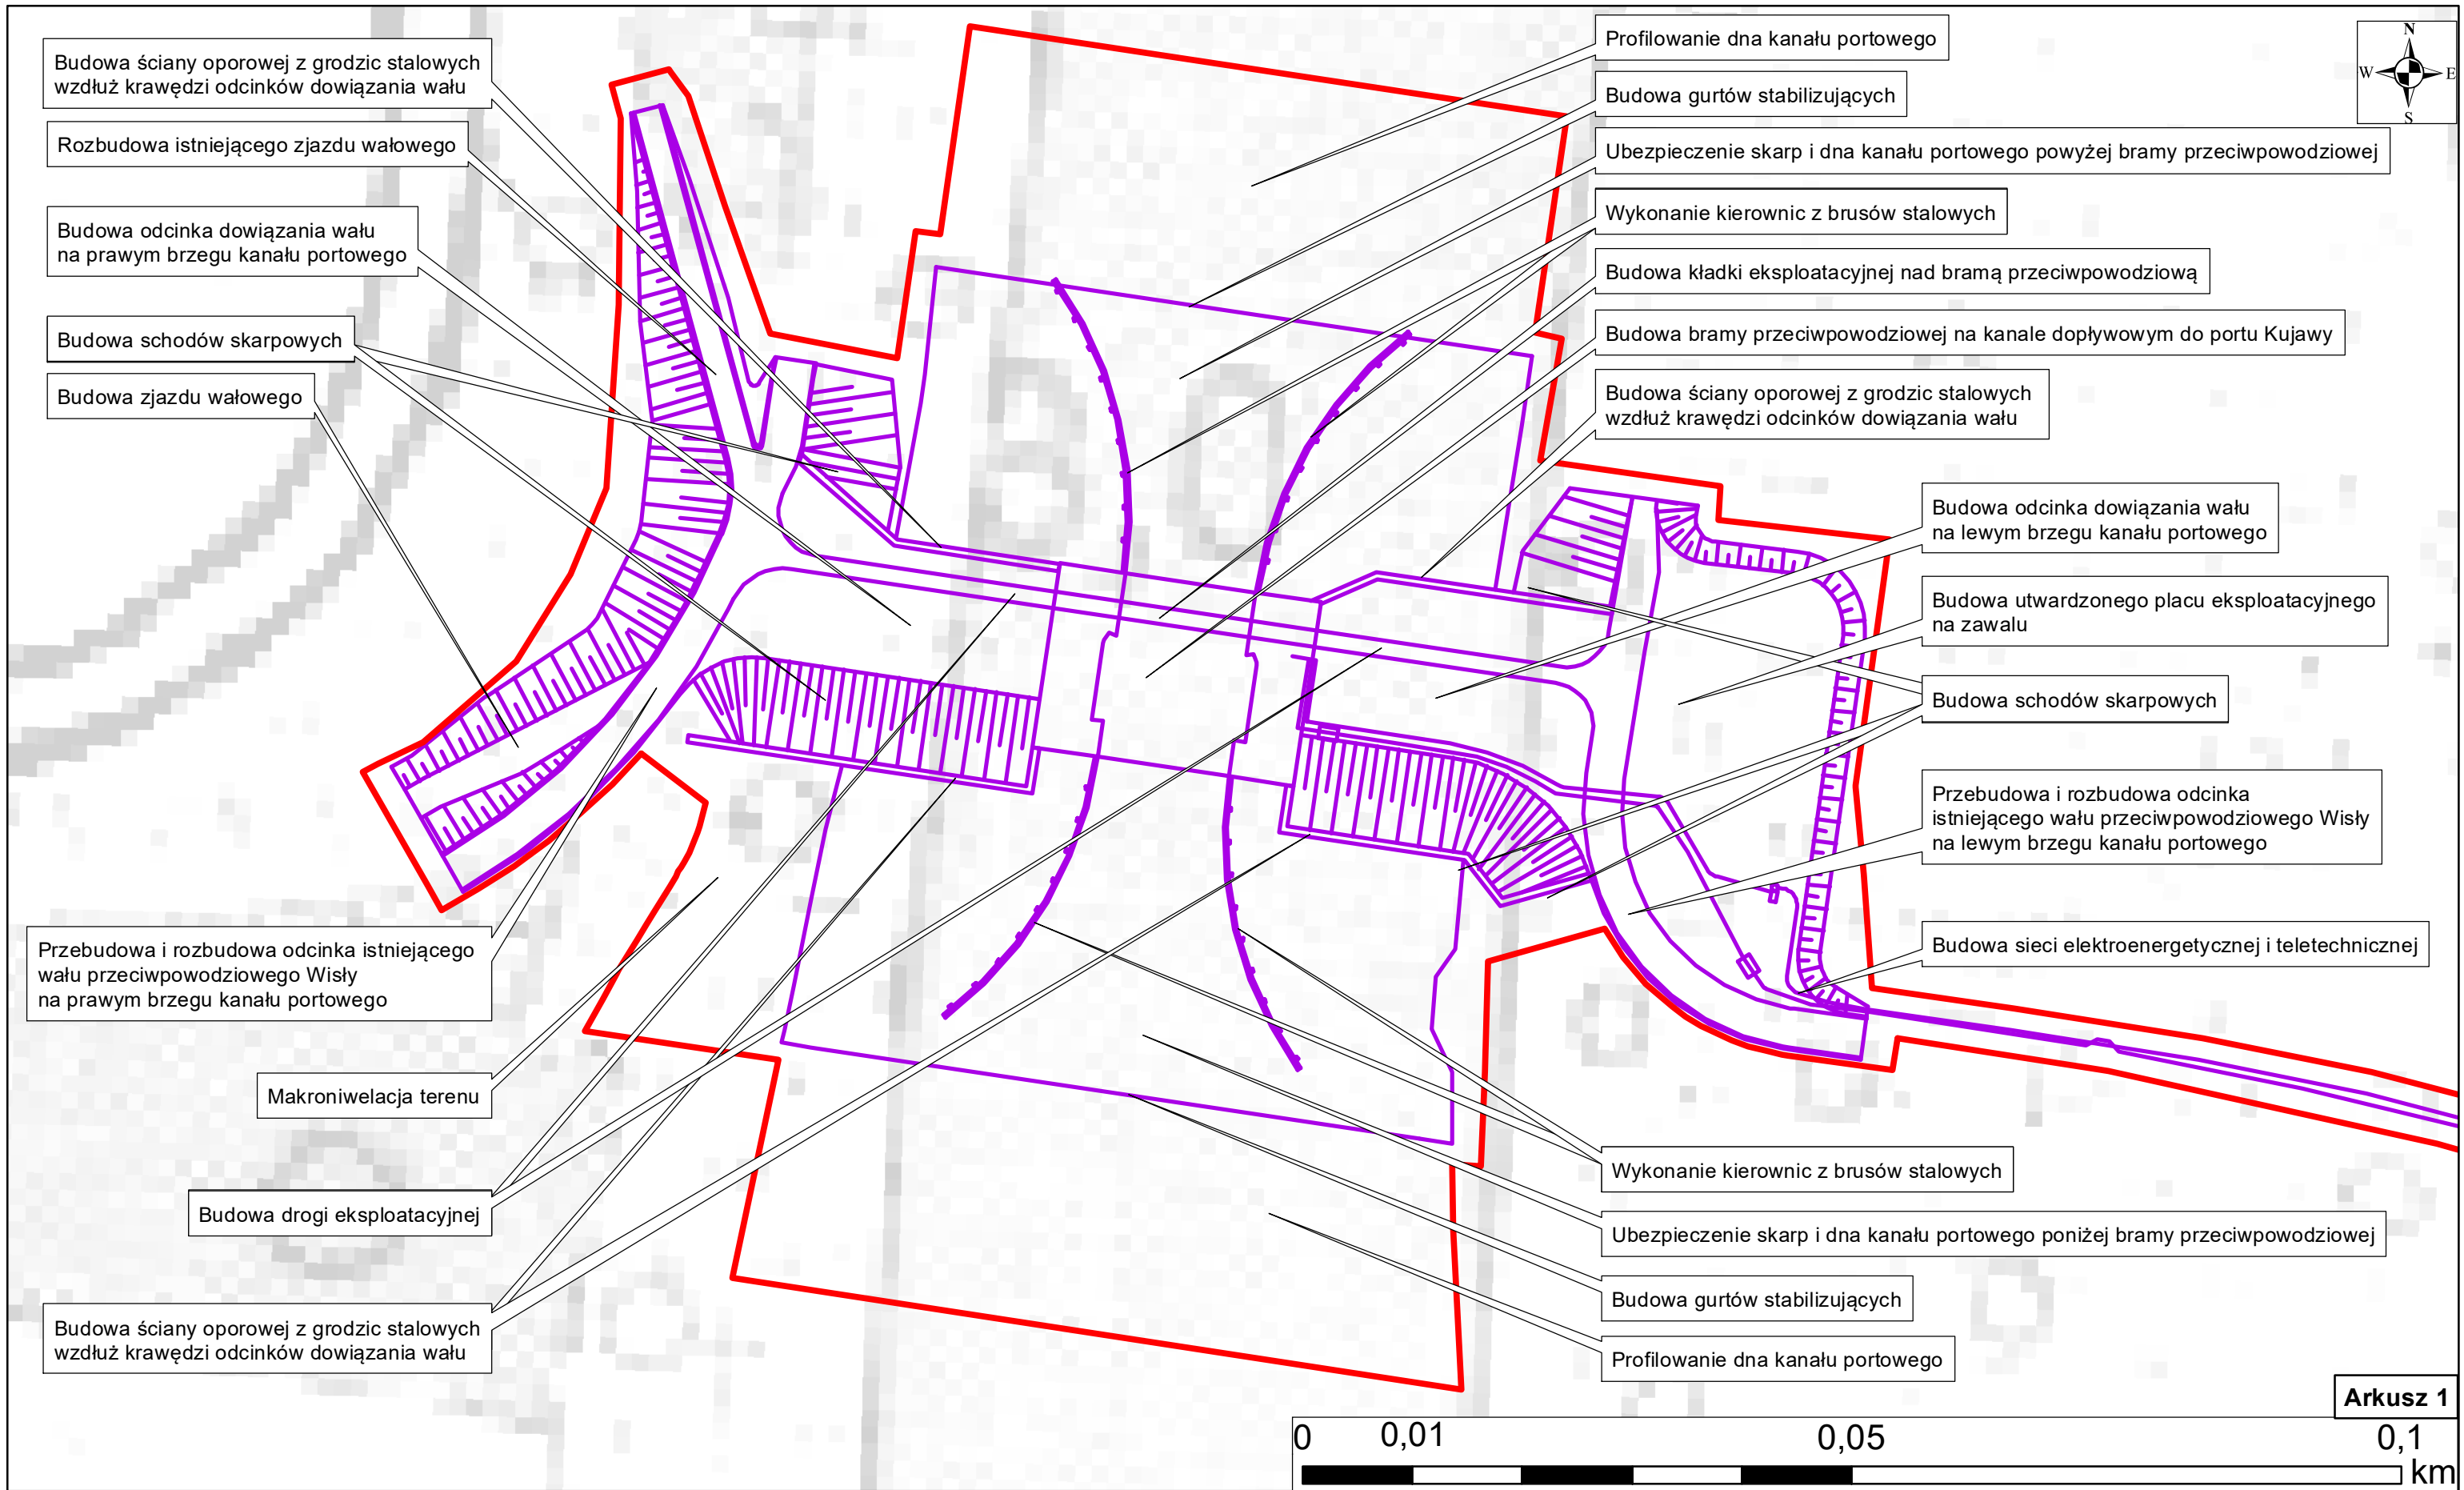 Budowa ściany oporowej z grodzic stalowych
wzdłuż krawędzi odcinków dowiązania wału
Rozbudowa istniejącego zjazdu wałowego
Budowa odcinka dowiązania wału
na prawym brzegu kanału portowego
Budowa schodów skarpowych
Budowa zjazdu wałowego
Przebudowa i rozbudowa odcinka istniejącego
wału przeciwpowodziowego Wisły
na prawym brzegu kanału portowego
Makroniwelacja terenu
Budowa drogi eksploatacyjnej
Budowa ściany oporowej z grodzic stalowych
wzdłuż krawędzi odcinków dowiązania wału
Profilowanie dna kanału portowego
Budowa gurtów stabilizujących
Ubezpieczenie skarp i dna kanału portowego powyżej bramy przeciwpowodziowej
Wykonanie kierownic z brusów stalowych
Budowa kładki eksploatacyjnej nad bramą przeciwpowodziową
Budowa bramy przeciwpowodziowej na kanale dopływowym do portu Kujawy
Budowa ściany oporowej z grodzic stalowych
wzdłuż krawędzi odcinków dowiązania wału
Budowa odcinka dowiązania wału
na lewym brzegu kanału portowego
Budowa utwardzonego placu eksploatacyjnego
na zawalu
Budowa schodów skarpowych
Przebudowa i rozbudowa odcinka
istniejącego wału przeciwpowodziowego Wisły
na lewym brzegu kanału portowego
Budowa sieci elektroenergetycznej i teletechnicznej
Wykonanie kierownic z brusów stalowych
Ubezpieczenie skarp i dna kanału portowego poniżej bramy przeciwpowodziowej
Budowa gurtów stabilizujących
Profilowanie dna kanału portowego
N
W E
S
Arkusz 1
0 0,01 0,05 0,1
km